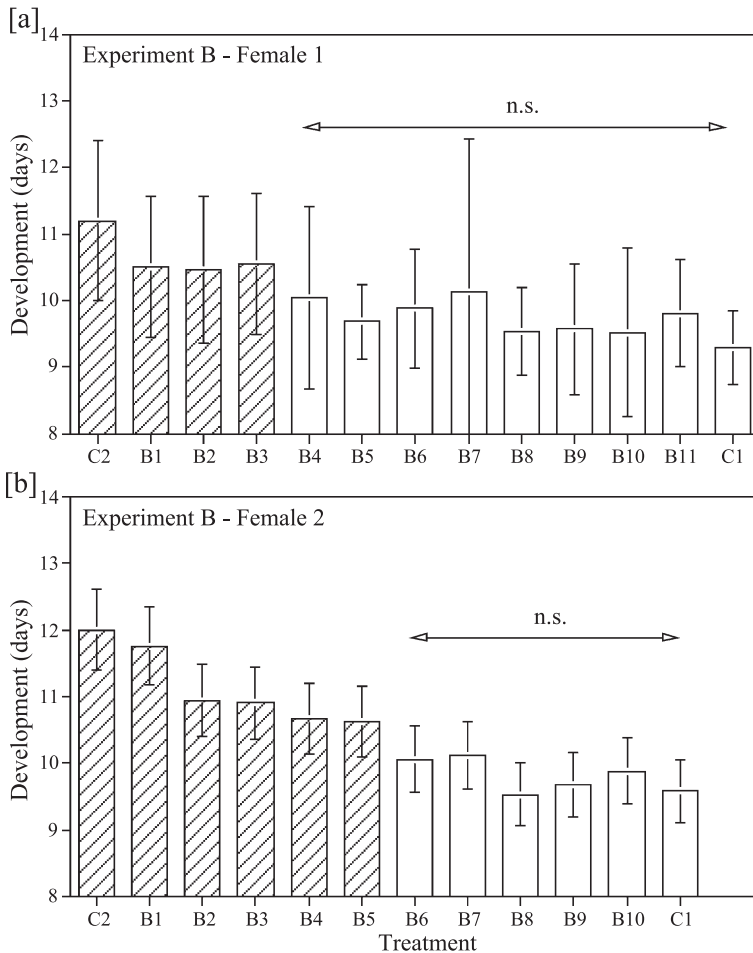 [a]
Experiment B - Female 1
n.s.
Development (days)
14
13
12
11
10
9
8
C2 B1 B2 B3 B4 B5 B6 B7 B8 B9 B10 B11 C1
[b]
Experiment B - Female 2
n.s.
Development (days)
14
13
12
11
10
9
8
C2 B1 B2 B3 B4 B5 B6 B7 B8 B9 B10 C1
Treatment